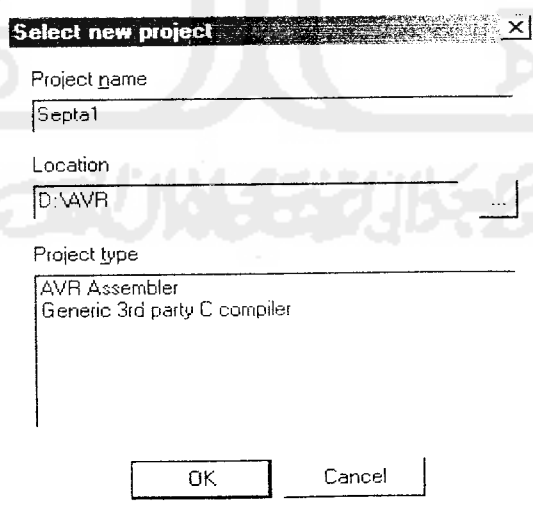 Select new project
Project name
Septa1
Location
D:\AVR
...
Project type
AVR Assembler
Generic 3rd party C compiler
OK
Cancel